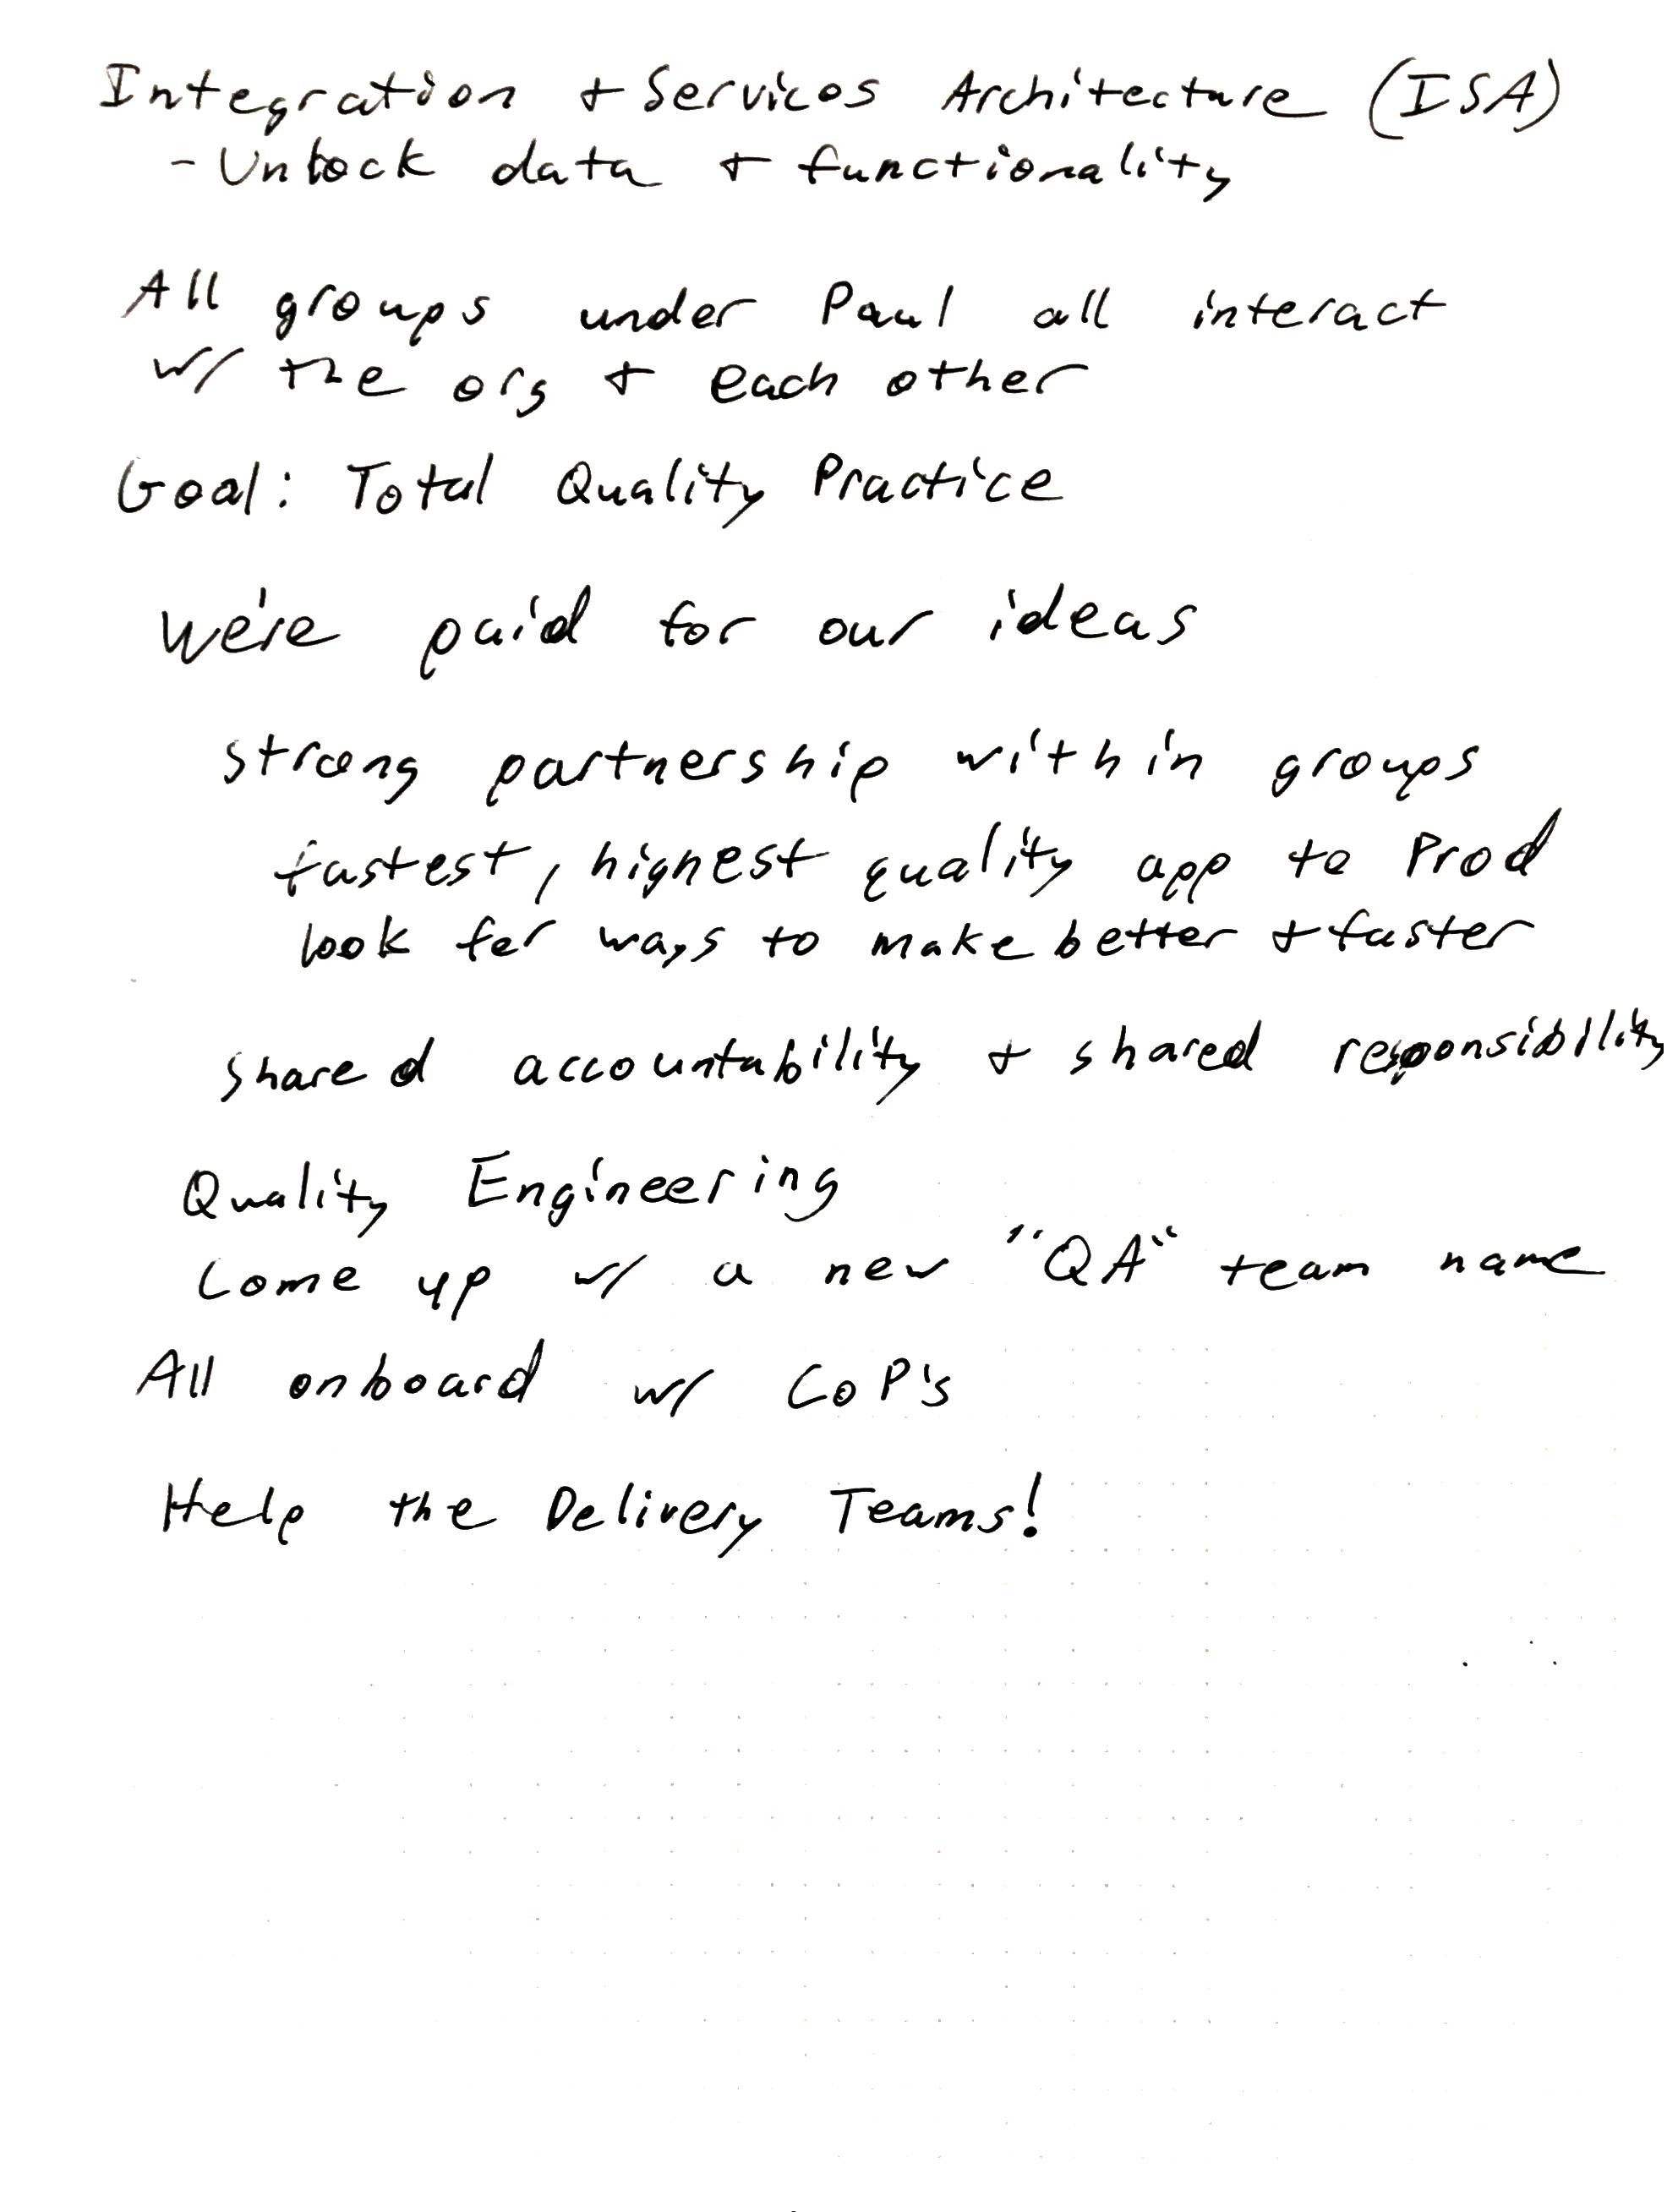 Integration + Services Architecture (ISA)
- Unlock data + functionality
All groups under Paul all interact
w/ the org + each other
Goal: Total Quality Practice
We're paid for our ideas
strong partnership within groups
fastest, highest quality app to Prod
look for ways to make better + faster
shared accountability + shared responsibility
Quality Engineering
Come up w/ a new "QA" team name
All onboard w/ CoP's
Help the Delivery Teams!